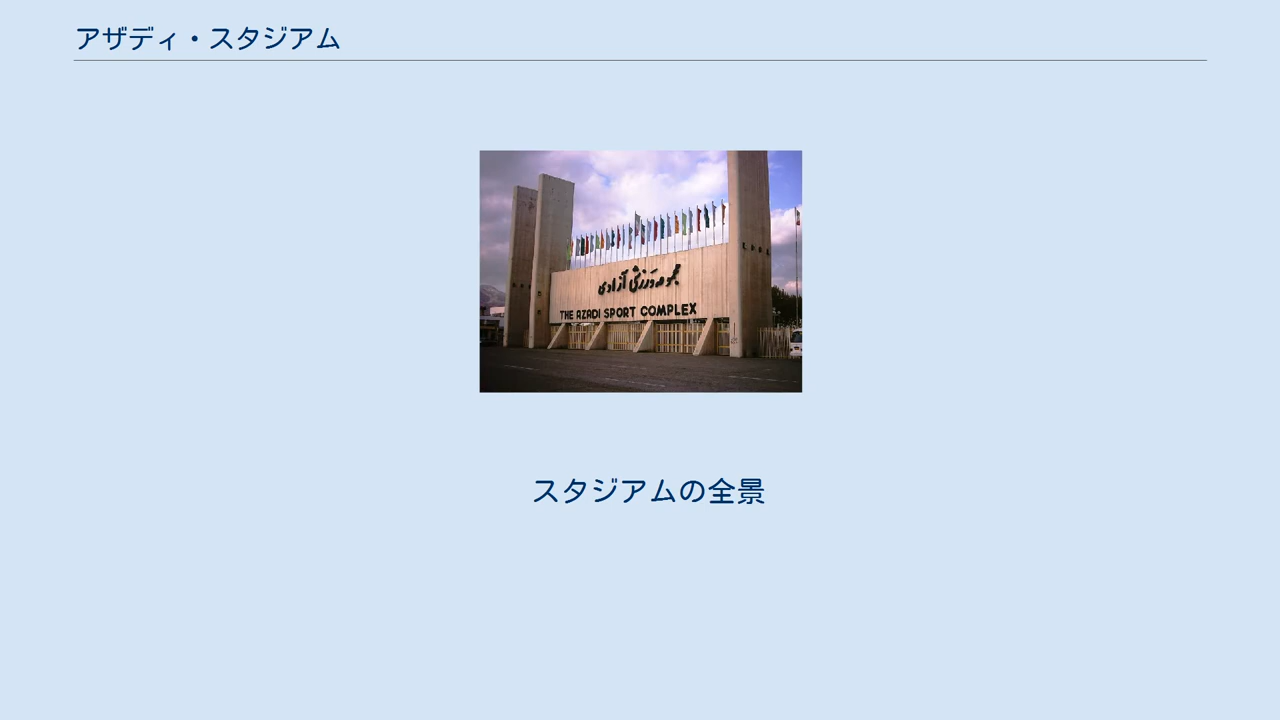 アザディ・スタジアム
مجموعه ورزشی آزادی
THE AZADI SPORT COMPLEX
スタジアムの全景